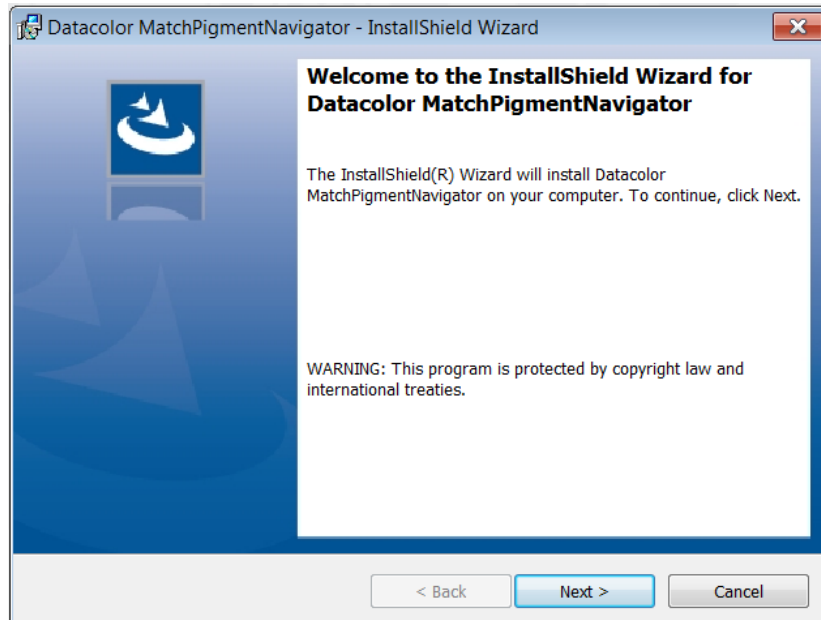 Datacolor MatchPigmentNavigator - InstallShield Wizard
Welcome to the InstallShield Wizard for
Datacolor MatchPigmentNavigator
The InstallShield(R) Wizard will install Datacolor
MatchPigmentNavigator on your computer. To continue, click Next.
WARNING: This program is protected by copyright law and
international treaties.
< Back Next > Cancel